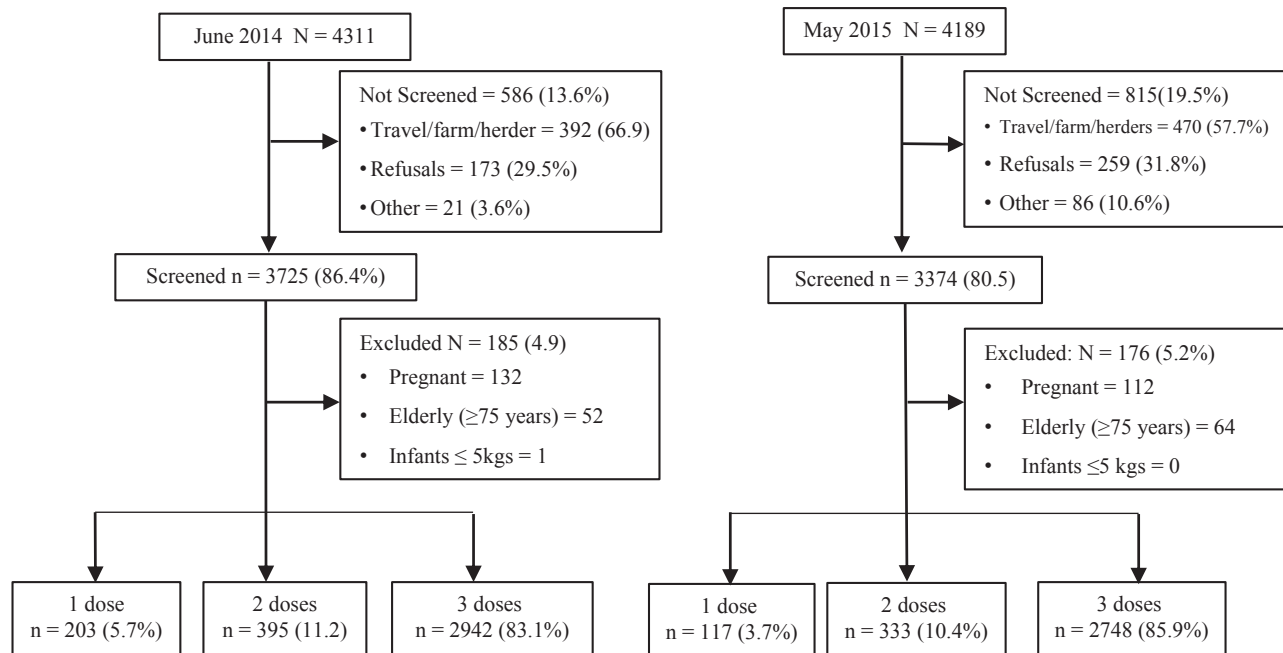 June 2014 N = 4311
Not Screened = 586 (13.6%)
• Travel/farm/herder = 392 (66.9)
• Refusals = 173 (29.5%)
• Other = 21 (3.6%)
Screened n = 3725 (86.4%)
Excluded N = 185 (4.9)
• Pregnant = 132
• Elderly (≥75 years) = 52
• Infants ≤ 5kgs = 1
1 dose
n = 203 (5.7%)
2 doses
n = 395 (11.2)
3 doses
n = 2942 (83.1%)
May 2015 N = 4189
Not Screened = 815(19.5%)
• Travel/farm/herders = 470 (57.7%)
• Refusals = 259 (31.8%)
• Other = 86 (10.6%)
Screened n = 3374 (80.5)
Excluded: N = 176 (5.2%)
• Pregnant = 112
• Elderly (≥75 years) = 64
• Infants ≤5 kgs = 0
1 dose
n = 117 (3.7%)
2 doses
n = 333 (10.4%)
3 doses
n = 2748 (85.9%)